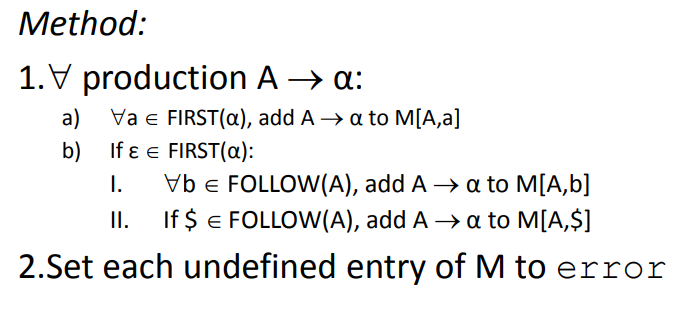 Method:
1.∀ production A → α:
a) ∀a ∈ FIRST(α), add A → α to M[A,a]
b) If ε ∈ FIRST(α):
I. ∀b ∈ FOLLOW(A), add A → α to M[A,b]
II. If $ ∈ FOLLOW(A), add A → α to M[A,$]
2.Set each undefined entry of M to error